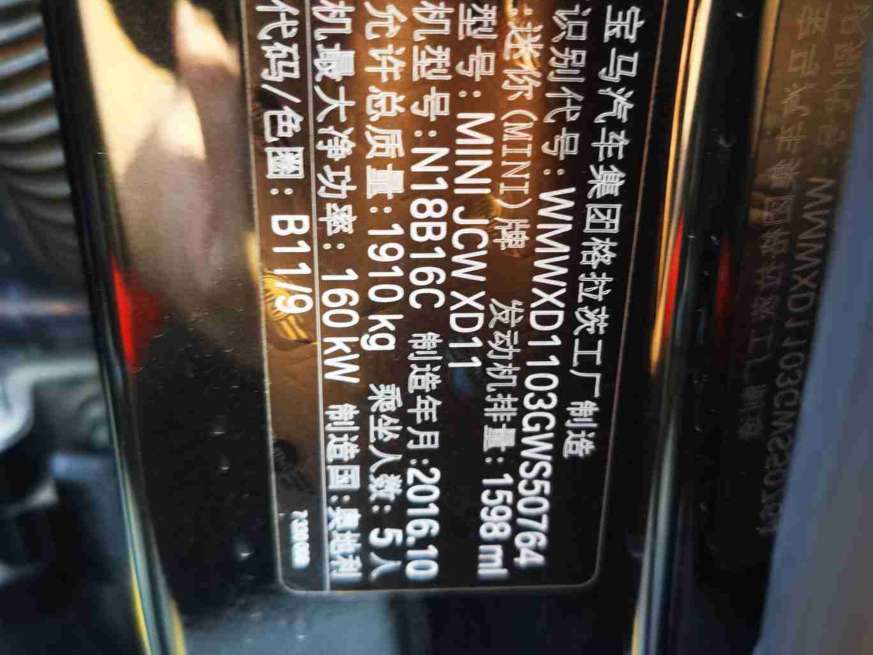 宝马汽车集团格拉茨工厂 制造
识别代号:WMWXD1103GWS50764
:迷你(MINI)牌 发动机排量:1598 ml
型号:MINI JCW XD11
机型号:N18B16C 制造年月:2016.10
允许总质量:1910 kg 乘坐人数:5人
机最大净功率:160 kW 制造国:奥地利
代码/色圈:B11/9